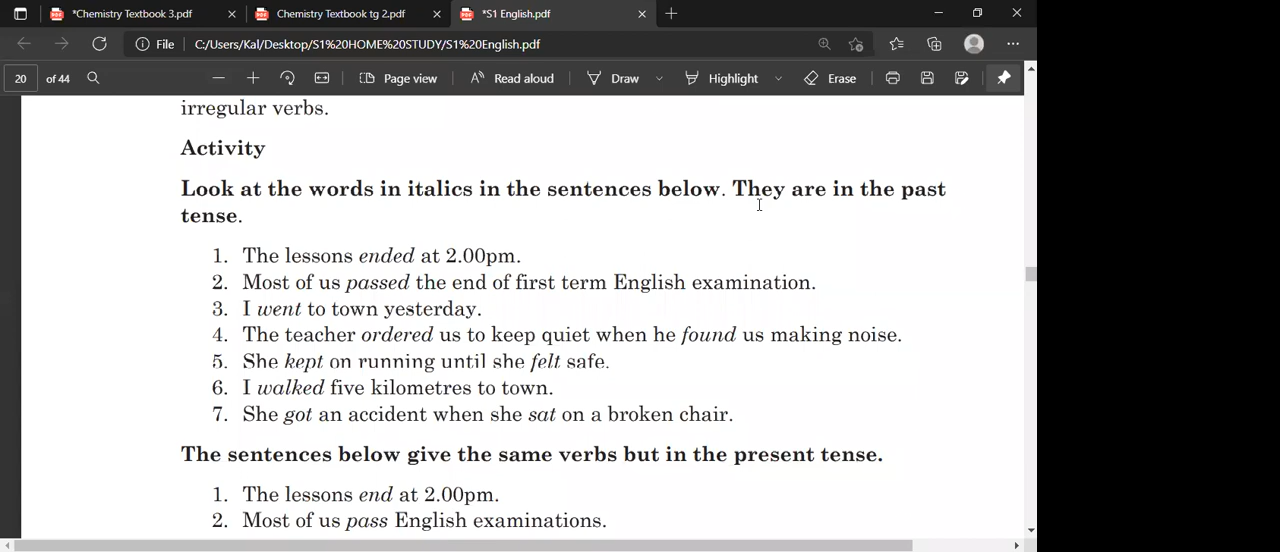 *Chemistry Textbook 3.pdf
Chemistry Textbook tg 2.pdf
*S1 English.pdf
File C:/Users/Kal/Desktop/S1%20HOME%20STUDY/S1%20English.pdf
20 of 44 Page view Read aloud Draw Highlight Erase
irregular verbs.
Activity
Look at the words in italics in the sentences below. They are in the past
tense.
1. The lessons ended at 2.00pm.
2. Most of us passed the end of first term English examination.
3. I went to town yesterday.
4. The teacher ordered us to keep quiet when he found us making noise.
5. She kept on running until she felt safe.
6. I walked five kilometres to town.
7. She got an accident when she sat on a broken chair.
The sentences below give the same verbs but in the present tense.
1. The lessons end at 2.00pm.
2. Most of us pass English examinations.